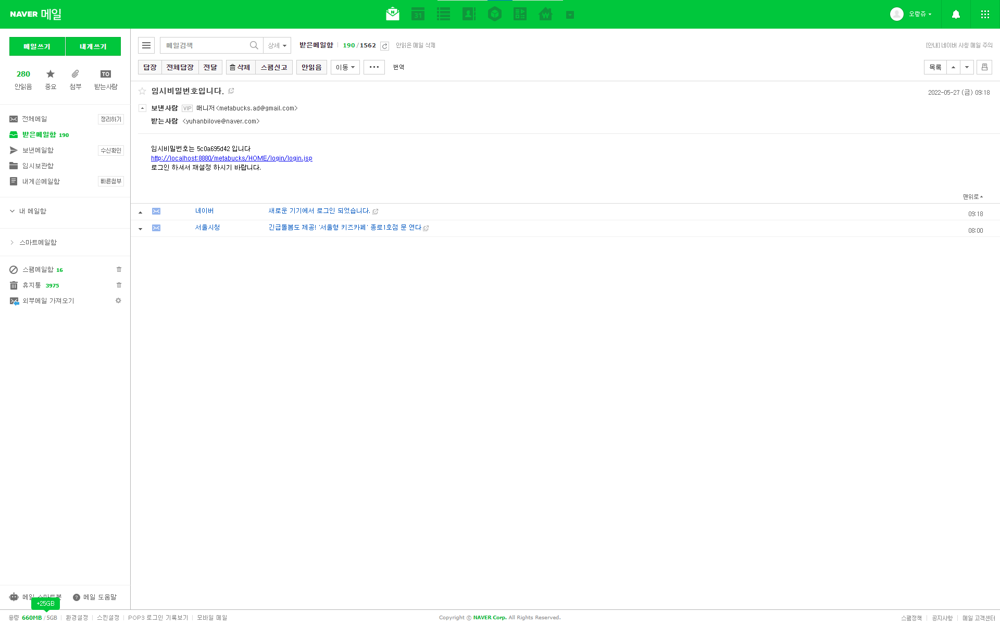 NAVER 메일
31
오랑쥬
메일쓰기 내게쓰기
메일검색 상세 받은메일함 190/1562 안읽은 메일 삭제 [안내] 네이버 사칭 메일 주의
답장 전체답장 전달 삭제 스팸신고 안읽음 이동 ... 번역 목록
280 TO
안읽음 중요 첨부 받는사람
임시비밀번호입니다. 2022-05-27 (금) 09:18
보낸사람 VIP 매니저<metabucks.ad@gmail.com>
받는사람 <yuhanbilove@naver.com>
전체메일 정리하기
받은메일함 190
보낸메일함 수신확인
임시보관함
내게쓴메일함 빠른첨부
임시비밀번호는 5c0a695d42 입니다
http://localhost:8880/metabucks/HOME/login/login.jsp
로그인 하셔서 재설정 하시기 바랍니다.
맨위로
내 메일함
네이버 새로운 기기에서 로그인 되었습니다. 09:18
서울시청 긴급돌봄도 제공! '서울형 키즈카페' 종로1호점 문 연다 08:00
스마트메일함
스팸메일함 16
휴지통 3975
외부메일 가져오기
메일 스마트봇 메일 도움말
+25GB
용량 660MB/5GB 환경설정 스킨설정 POP3 로그인 기록보기 모바일 메일
Copyright © NAVER Corp. All Rights Reserved.
스팸정책 공지사항 메일 고객센터